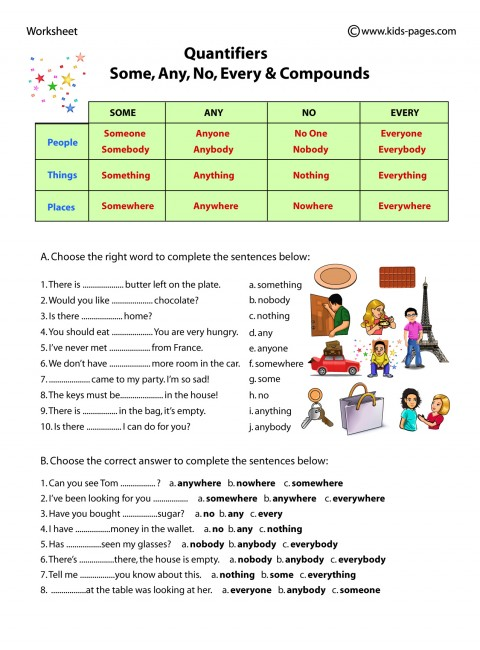 Worksheet
©www.kids-pages.com
Quantifiers
Some, Any, No, Every & Compounds
SOME ANY NO EVERY
People
Someone Anyone No One Everyone
Somebody Anybody Nobody Everybody
Things Something Anything Nothing Everything
Places Somewhere Anywhere Nowhere Everywhere
A. Choose the right word to complete the sentences below:
1. There is ..................... butter left on the plate. a. something
2. Would you like ..................... chocolate? b. nobody
3. Is there ..................... home? c. nothing
4. You should eat ..................... You are very hungry. d. any
5. I've never met ..................... from France. e. anyone
6. We don't have ..................... more room in the car. f. somewhere
7. ..................... came to my party. I'm so sad! g. some
8. The keys must be..................... in the house! h. no
9. There is ................. in the bag, it's empty. i. anything
10. Is there ................. I can do for you? j. anybody
B. Choose the correct answer to complete the sentences below:
1. Can you see Tom ................. ? a. anywhere b. nowhere c. somewhere
2. I've been looking for you ................. a. somewhere b. anywhere c. everywhere
3. Have you bought .................sugar? a. no b. any c. every
4. I have .................money in the wallet. a. no b. any c. nothing
5. Has .................seen my glasses? a. nobody b. anybody c. everybody
6. There's .................there, the house is empty. a. nobody b. anybody c. everybody
7. Tell me .................you know about this. a. nothing b. some c. everything
8. .................at the table was looking at her. a. everyone b. anybody c. someone